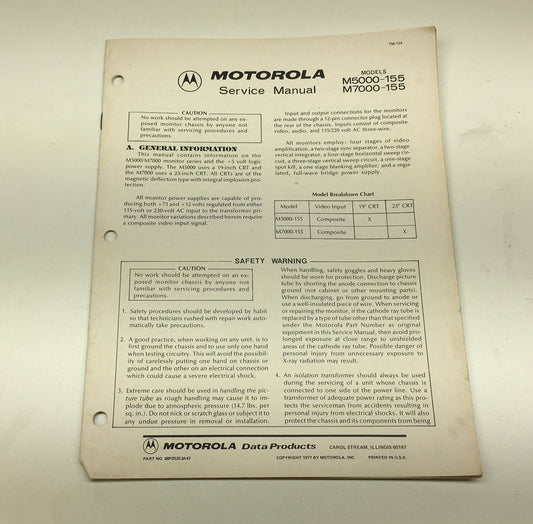 TM-124
MOTOROLA
Service Manual
MODELS
M5000-155
M7000-155
CAUTION
No work should be attempted on any ex-
posed monitor chassis by anyone not
familiar with servicing procedures and
precautions.
A. GENERAL INFORMATION
This manual contains information on the
M5000/M7000 monitor series and the +5 volt logic
power supply. The M5000 uses a 19-inch CRT and
the M7000 uses a 23-inch CRT. All CRTs are of the
magnetic deflection type with integral implosion pro-
tection.
All monitor power supplies are capable of pro-
ducing both +73 and +12 volts regulated from either
115-volt or 230-volt AC input to the transformer pri-
mary. All monitor variations described herein require
a composite video input signal.
Input and output connections for the monitors
are made through a 12-pin connector plug located at
the rear of the chassis. Inputs consist of composite
video, audio, and 115/220 volt AC three-wire.
All monitors employ: four stages of video
amplification, a two-stage sync separator, a two-stage
vertical integrator, a four-stage horizontal sweep cir-
cuit, a three-stage vertical sweep circuit, a one-stage
spot kill, a one-stage blanking amplifier; and a regu-
lated, full-wave bridge power supply.
Model Breakdown Chart
Model Video Input 19" CRT 23" CRT
M5000-155 Composite X
M7000-155 Composite X
SAFETY WARNING
CAUTION
No work should be attempted on an ex-
posed monitor chassis by anyone not
familiar with servicing procedures and
precautions.
1. Safety procedures should be developed by habit
so that technicians rushed with repair work auto-
matically take precautions.
2. A good practice, when working on any unit, is to
first ground the chassis and to use only one hand
when testing circuitry. This will avoid the possibil-
ity of carelessly putting one hand on chassis or
ground and the other on an electrical connection
which could cause a severe electrical shock.
3. Extreme care should be used in handling the pic-
ture tube as rough handling may cause it to im-
plode due to atmospheric pressure (14.7 lbs. per
sq. in.). Do not nick or scratch glass or subject it to
any undue pressure in removal or installation.
When handling, safety goggles and heavy gloves
should be worn for protection. Discharge picture
tube by shorting the anode connection to chassis
ground (not cabinet or other mounting parts).
When discharging, go from ground to anode or
use a well-insulated piece of wire. When servicing
or repairing the monitor, if the cathode ray tube is
replaced by a type of tube other than that specified
under the Motorola Part Number as original
equipment in this Service Manual, then avoid pro-
longed exposure at close range to unshielded
areas of the cathode ray tube. Possible danger of
personal injury from unnecessary exposure to
X-ray radiation may result.
4. An isolation transformer should always be used
during the servicing of a unit whose chassis is
connected to one side of the power line. Use a
transformer of adequate power rating as this pro-
tects the serviceman from accidents resulting in
personal injury from electrical shocks. It will also
protect the chassis and its components from being
MOTOROLA Data Products CAROL STREAM, ILLINOIS 60187
PART NO. 68P25253A47 COPYRIGHT 1977 BY MOTOROLA, INC. PRINTED IN U.S.A.